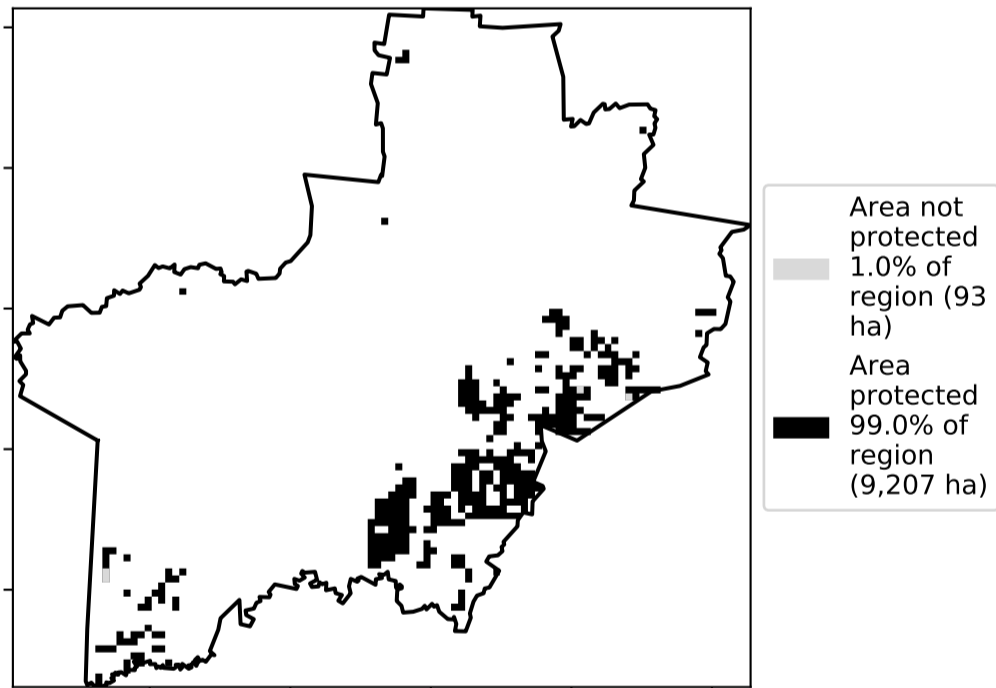 Area not
protected
1.0% of
region (93
ha)
Area
protected
99.0% of
region
(9,207 ha)